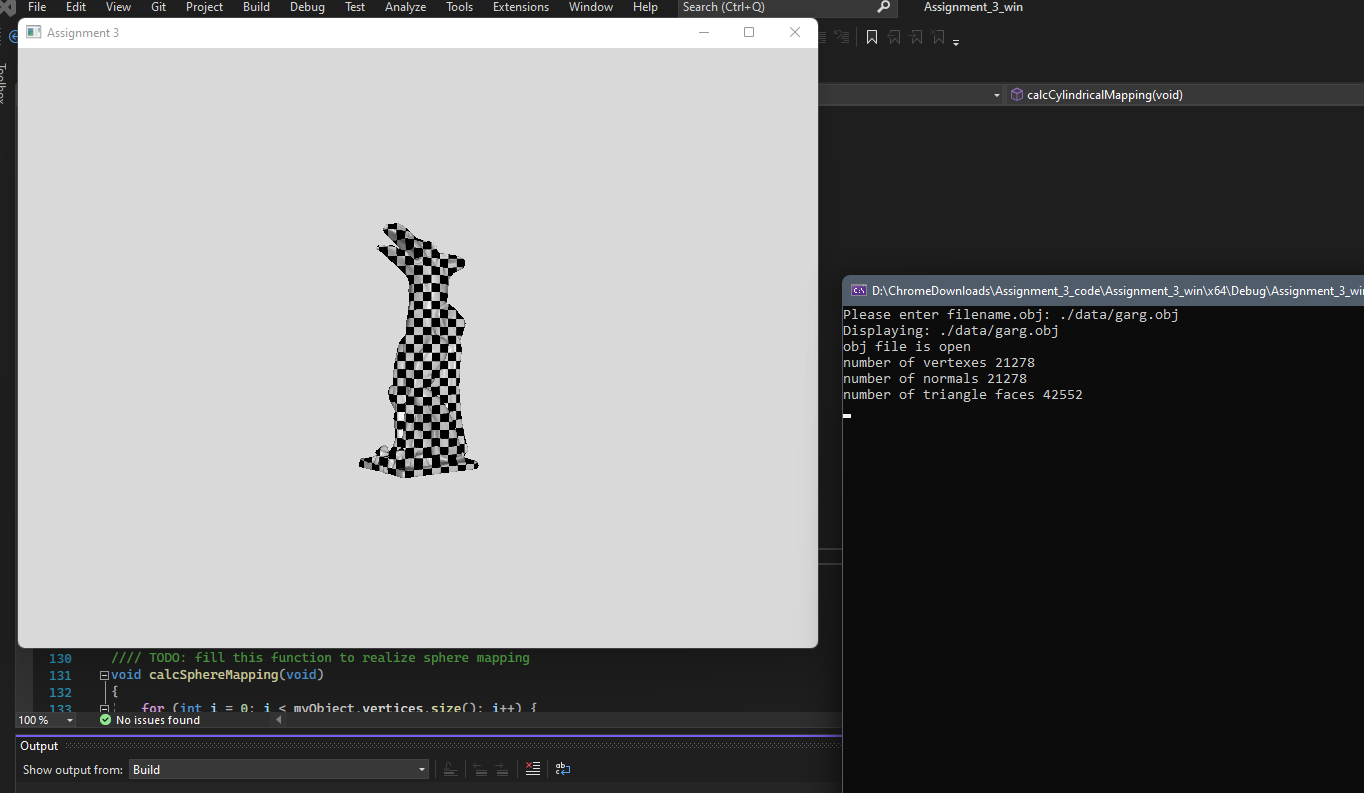 File Edit View Git Project Build Debug Test Analyze Tools Extensions Window Help Search (Ctrl+Q) Assignment_3_win
Assignment 3
Toolbox
calcCylindricalMapping(void)
D:\ChromeDownloads\Assignment_3_code\Assignment_3_win\x64\Debug\Assignment_3_wi
Please enter filename.obj: ./data/garg.obj
Displaying: ./data/garg.obj
obj file is open
number of vertexes 21278
number of normals 21278
number of triangle faces 42552
130 //// TODO: fill this function to realize sphere mapping
131 void calcSphereMapping(void)
132 {
133 for (int i = 0; i < myObject.vertices.size(); i++) {
100 % No issues found
Output
Show output from: Build